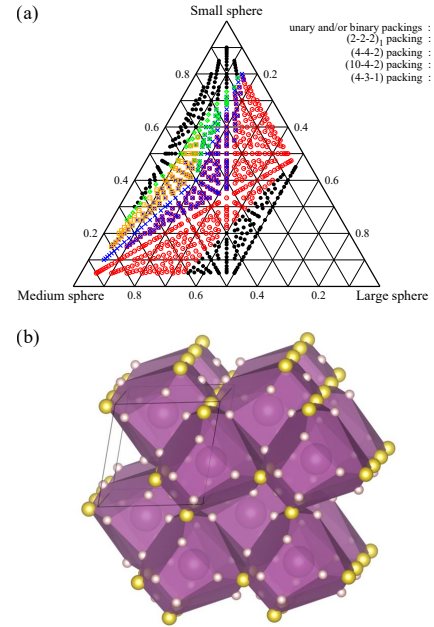 (a)
Small sphere
unary and/or binary packings :
(2-2-2)₁ packing :
(4-4-2) packing :
(10-4-2) packing :
(4-3-1) packing :
0.8 0.2
0.6 0.4
0.4 0.6
0.2 0.8
Medium sphere 0.8 0.6 0.4 0.2 Large sphere
(b)